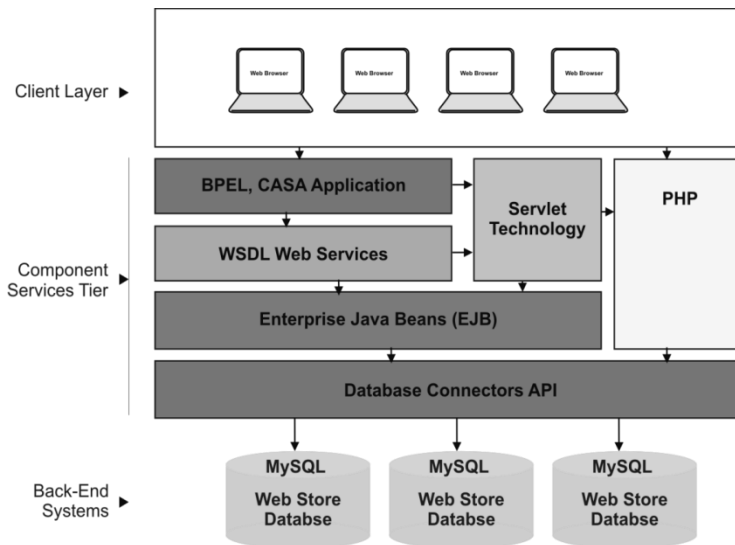 Client Layer
Web Browser
Web Browser
Web Browser
Web Browser
Component
Services Tier
BPEL, CASA Application
WSDL Web Services
Servlet
Technology
PHP
Enterprise Java Beans (EJB)
Database Connectors API
Back-End
Systems
MySQL
Web Store
Databse
MySQL
Web Store
Databse
MySQL
Web Store
Databse